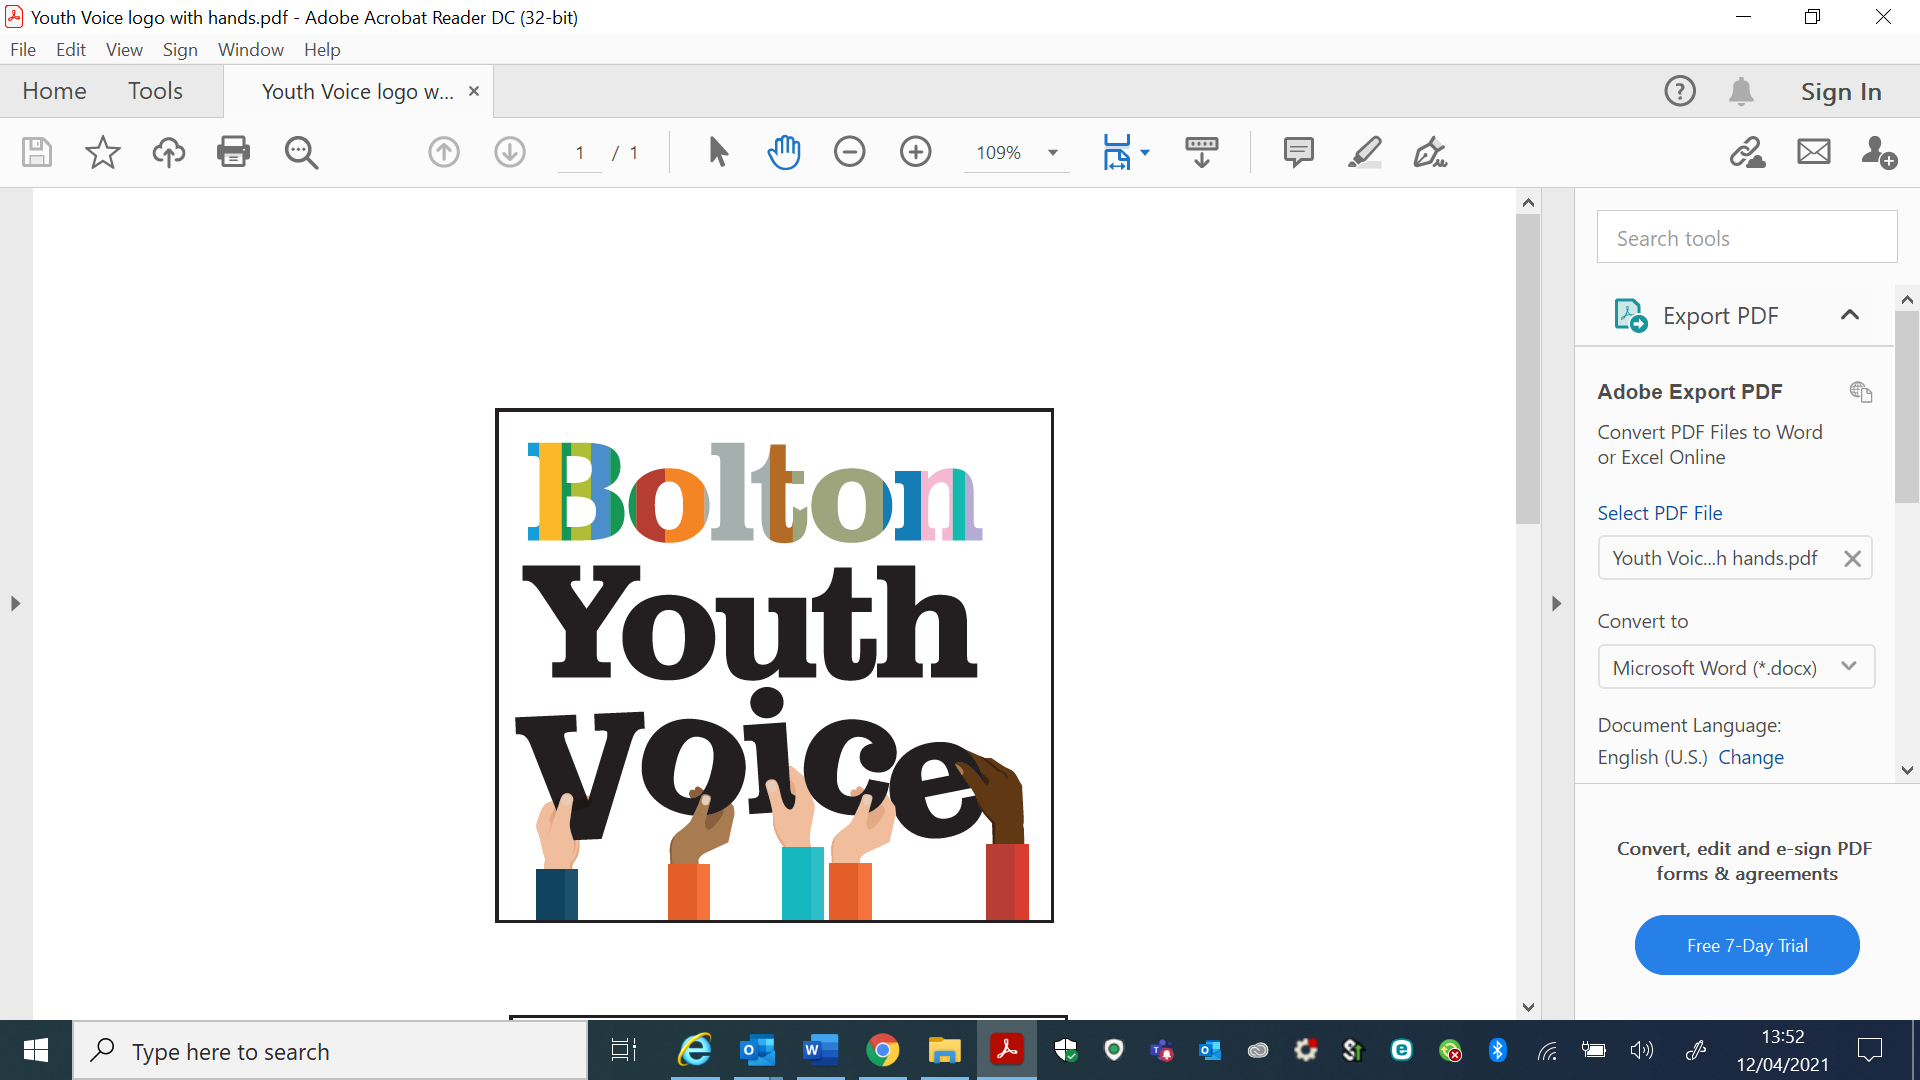 Youth Voice logo with hands.pdf - Adobe Acrobat Reader DC (32-bit)
File Edit View Sign Window Help
Home Tools Youth Voice logo w... Sign In
1 / 1 109%
Search tools
Export PDF
Adobe Export PDF
Convert PDF Files to Word
or Excel Online
Select PDF File
Youth Voic...h hands.pdf
Convert to
Microsoft Word (*.docx)
Document Language:
English (U.S.) Change
Convert, edit and e-sign PDF
forms & agreements
Free 7-Day Trial
Bolton
Youth
Voice
Type here to search
13:52
12/04/2021